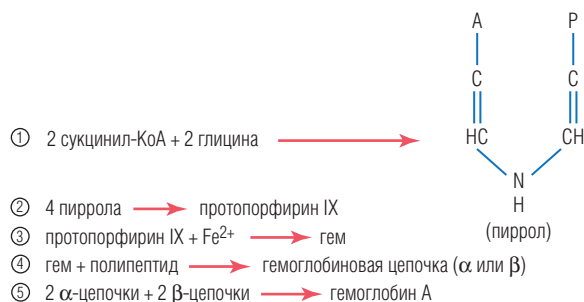 A P
C C
① 2 сукцинил-КоА + 2 глицина
HC CH
N
H
(пиррол)
② 4 пиррола протопорфирин IX
③ протопорфирин IX + Fe²⁺ гем
④ гем + полипептид гемоглобиновая цепочка (α или β)
⑤ 2 α-цепочки + 2 β-цепочки гемоглобин А